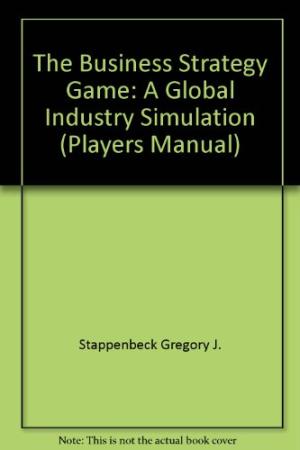 The Business Strategy
Game: A Global
Industry Simulation
(Players Manual)
Stappenbeck Gregory J.
Note: This is not the actual book cover